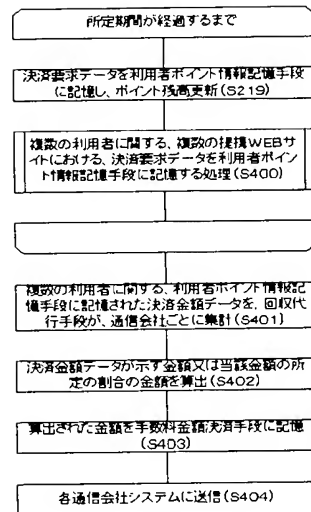 所定期間が経過するまで
決済要求データを利用者ポイント情報記憶手段
に記憶し、ポイント残高更新(S219)
複数の利用者に関する、複数の提携WEBサ
イトにおける、決済要求データを利用者ポイン
ト情報記憶手段に記憶する処理(S400)
複数の利用者に関する、利用者ポイント情報記
憶手段に記憶された決済金額データを、回収代
行手段が、通信会社ごとに集計(S401)
決済金額データが示す金額又は当該金額の所
定の割合の金額を算出(S402)
算出された金額を手数料金額決済手段に記憶
(S403)
各通信会社システムに送信(S404)